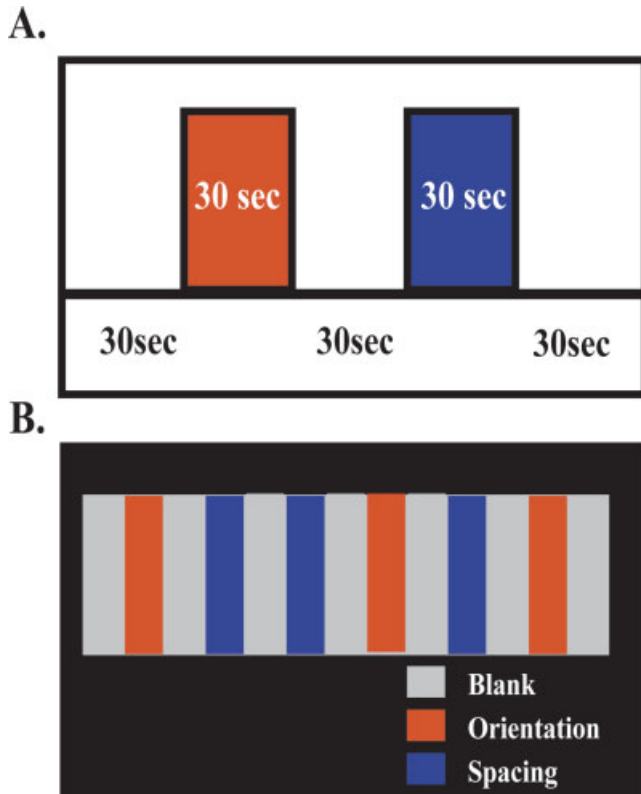 A.
30 sec 30 sec
30sec 30sec 30sec
B.
Blank
Orientation
Spacing